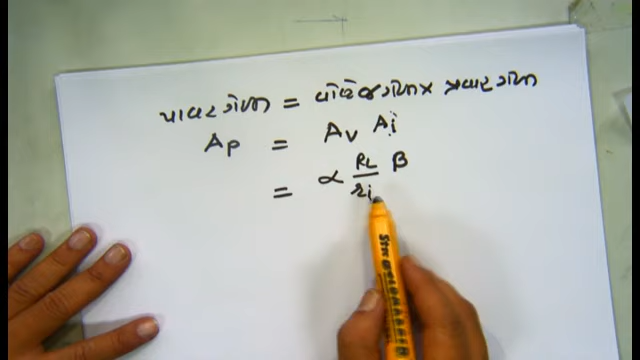 પાવર ગેઇન = વોલ્ટેજ ગેઇન × પ્રવાહ ગેઇન
Ap = Av Ai
= α RL/ri β